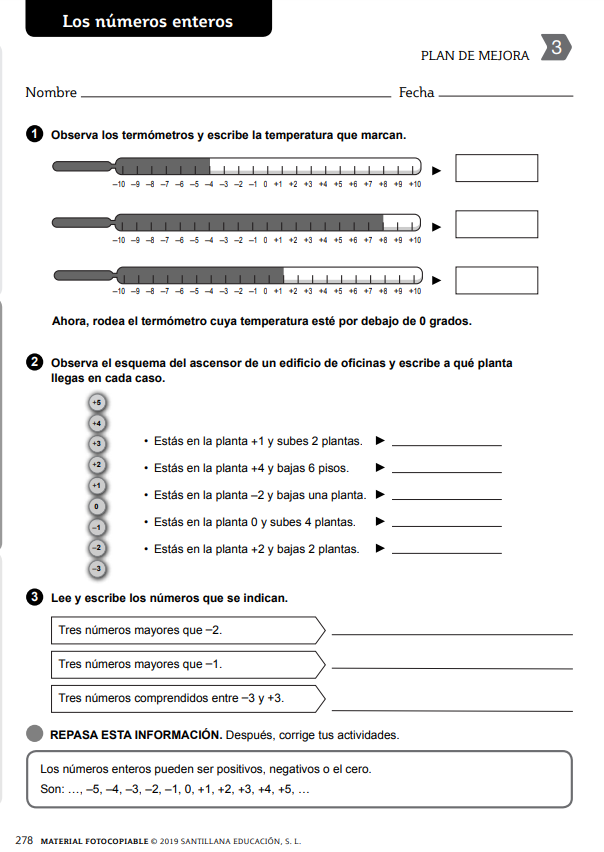 Los números enteros
PLAN DE MEJORA 3
Nombre Fecha
1 Observa los termómetros y escribe la temperatura que marcan.
–10 –9 –8 –7 –6 –5 –4 –3 –2 –1 0 +1 +2 +3 +4 +5 +6 +7 +8 +9 +10
–10 –9 –8 –7 –6 –5 –4 –3 –2 –1 0 +1 +2 +3 +4 +5 +6 +7 +8 +9 +10
–10 –9 –8 –7 –6 –5 –4 –3 –2 –1 0 +1 +2 +3 +4 +5 +6 +7 +8 +9 +10
Ahora, rodea el termómetro cuya temperatura esté por debajo de 0 grados.
2 Observa el esquema del ascensor de un edificio de oficinas y escribe a qué planta
llegas en cada caso.
+5
+4
+3
+2
+1
0
–1
–2
–3
• Estás en la planta +1 y subes 2 plantas.
• Estás en la planta +4 y bajas 6 pisos.
• Estás en la planta –2 y bajas una planta.
• Estás en la planta 0 y subes 4 plantas.
• Estás en la planta +2 y bajas 2 plantas.
3 Lee y escribe los números que se indican.
Tres números mayores que –2.
Tres números mayores que –1.
Tres números comprendidos entre –3 y +3.
REPASA ESTA INFORMACIÓN. Después, corrige tus actividades.
Los números enteros pueden ser positivos, negativos o el cero.
Son: …, –5, –4, –3, –2, –1, 0, +1, +2, +3, +4, +5, …
278 MATERIAL FOTOCOPIABLE © 2019 SANTILLANA EDUCACIÓN, S. L.